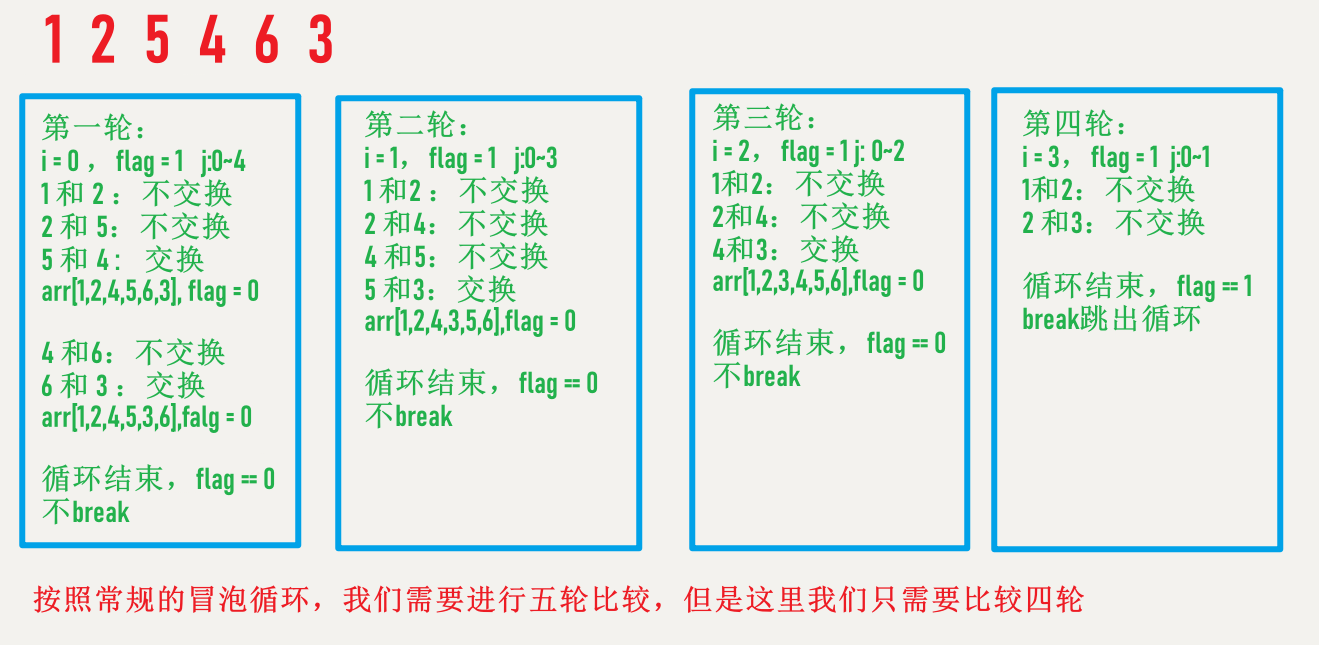 1 2 5 4 6 3
第一轮：
i = 0 ， flag = 1 j:0~4
1 和 2 ： 不交换
2 和 5： 不交换
5 和 4： 交换
arr[1,2,4,5,6,3], flag = 0
4 和6： 不交换
6 和 3 ： 交换
arr[1,2,4,5,3,6],falg = 0
循环结束，flag == 0
不break
第二轮：
i = 1， flag = 1 j:0~3
1 和2 ： 不交换
2 和4： 不交换
4 和5： 不交换
5 和3： 交换
arr[1,2,4,3,5,6],flag = 0
循环结束，flag == 0
不break
第三轮：
i = 2， flag = 1 j: 0~2
1和2： 不交换
2和4： 不交换
4和3： 交换
arr[1,2,3,4,5,6],flag = 0
循环结束，flag == 0
不break
第四轮：
i = 3， flag = 1 j:0~1
1和2： 不交换
2 和3： 不交换
循环结束，flag == 1
break跳出循环
按照常规的冒泡循环，我们需要进行五轮比较，但是这里我们只需要比较四轮